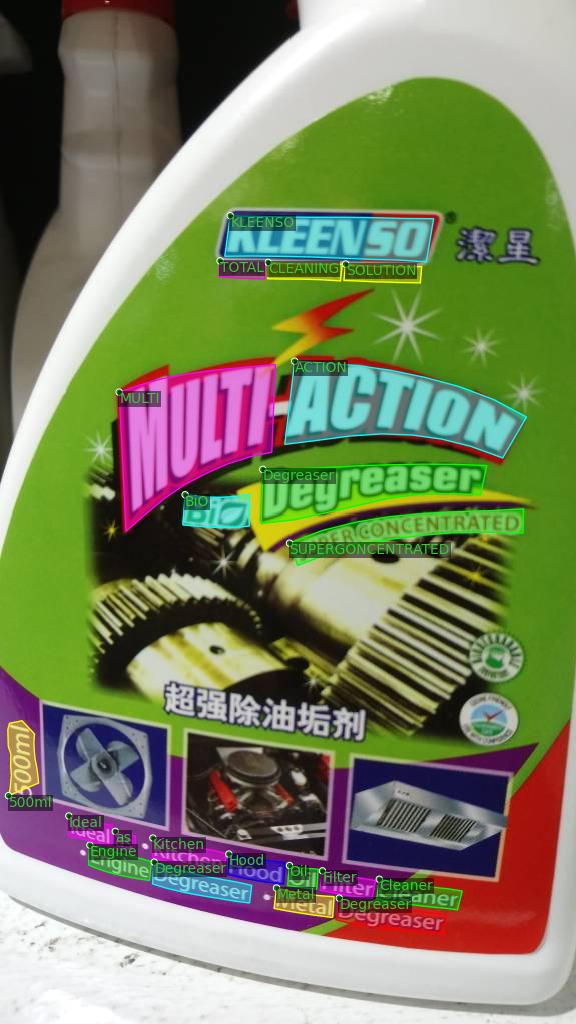 KLEENSO® 潔星
TOTAL CLEANING SOLUTION
MULTI-ACTION
BiO Degreaser
SUPER CONCENTRATED
超强除油垢剂
500ml
Ideal as
• Kitchen Hood Oil Filter Cleaner
• Engine Degreaser
• Metal Degreaser